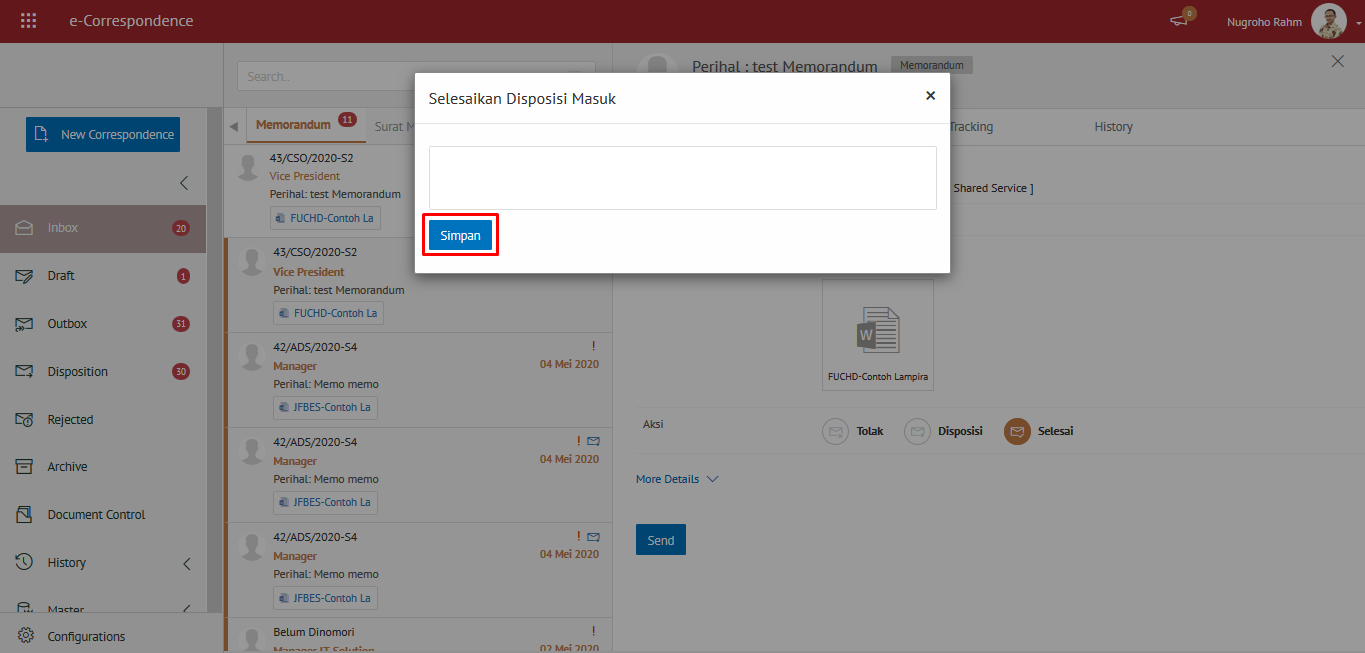 e-Correspondence
0
Nugroho Rahm
Search..
Perihal : test Memorandum
Memorandum
Selesaikan Disposisi Masuk
×
Simpan
New Correspondence
Inbox
20
Draft
1
Outbox
31
Disposition
30
Rejected
Archive
Document Control
History
Master
Configurations
Memorandum
11
Surat M
Tracking
History
43/CSO/2020-S2
Vice President
Perihal: test Memorandum
FUCHD-Contoh La
43/CSO/2020-S2
Vice President
Perihal: test Memorandum
FUCHD-Contoh La
42/ADS/2020-S4
!
Manager
04 Mei 2020
Perihal: Memo memo
JFBES-Contoh La
42/ADS/2020-S4
!
Manager
04 Mei 2020
Perihal: Memo memo
JFBES-Contoh La
42/ADS/2020-S4
!
Manager
04 Mei 2020
Perihal: Memo memo
JFBES-Contoh La
Belum Dinomori
!
Manager IT Solution
02 Mei 2020
Shared Service ]
W
FUCHD-Contoh Lampira
Aksi
Tolak
Disposisi
Selesai
More Details
Send